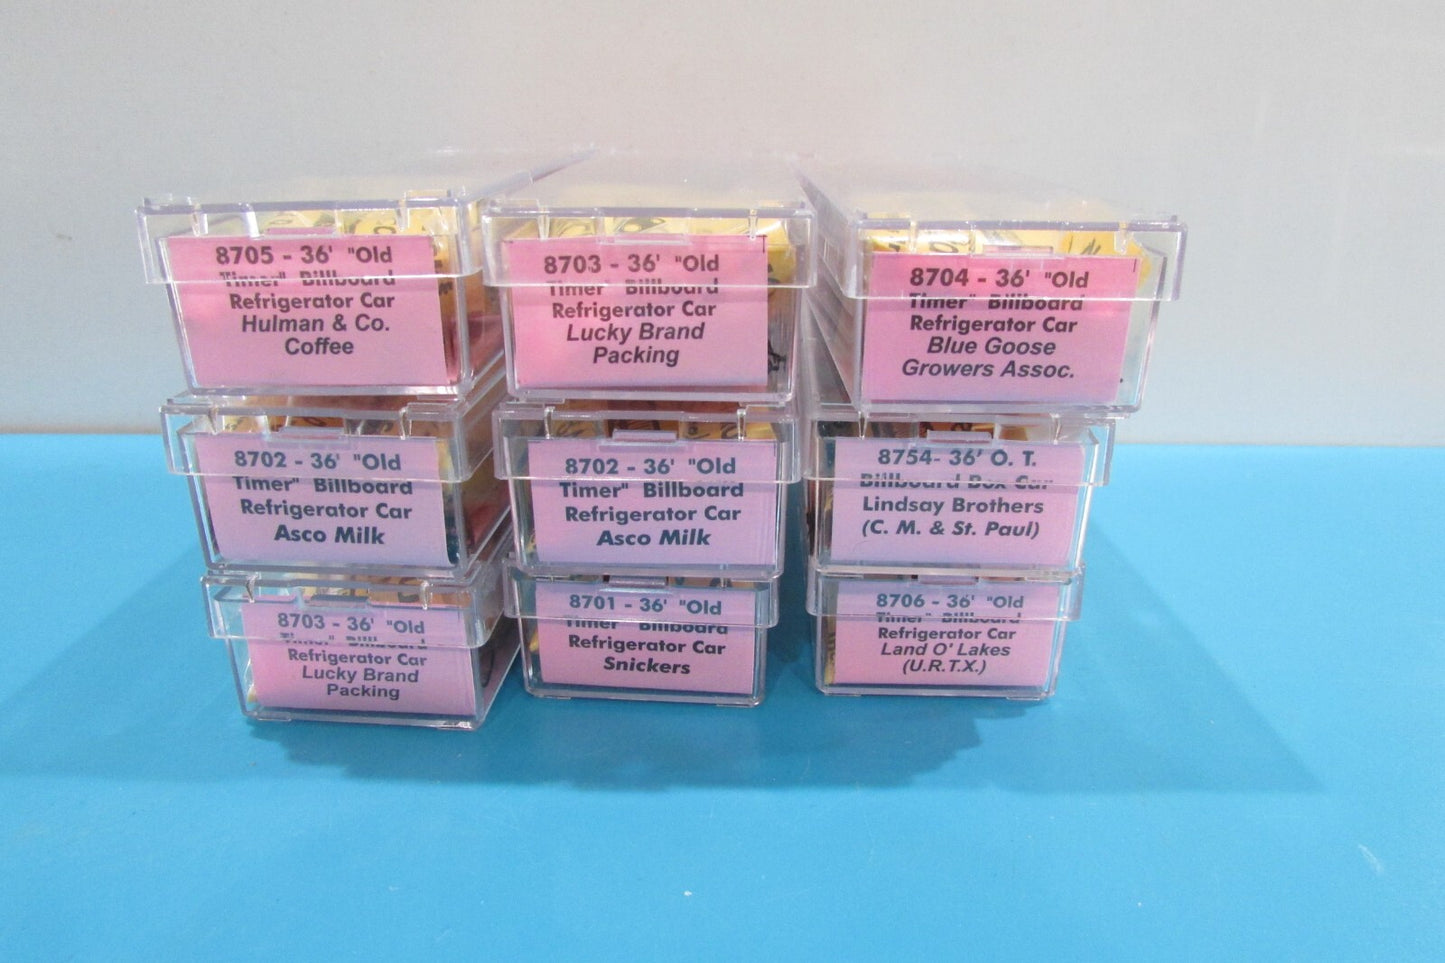 8705 - 36' "Old
Timer" Billboard
Refrigerator Car
Hulman & Co.
Coffee
8703 - 36' "Old
Timer" Billboard
Refrigerator Car
Lucky Brand
Packing
8704 - 36' "Old
Timer" Billboard
Refrigerator Car
Blue Goose
Growers Assoc.
8702 - 36' "Old
Timer" Billboard
Refrigerator Car
Asco Milk
8702 - 36' "Old
Timer" Billboard
Refrigerator Car
Asco Milk
8754- 36' O. T.
Billboard Box Car
Lindsay Brothers
(C. M. & St. Paul)
8703 - 36' "Old
Timer" Billboard
Refrigerator Car
Lucky Brand
Packing
8701 - 36' "Old
Timer" Billboard
Refrigerator Car
Snickers
8706 - 36' "Old
Timer" Billboard
Refrigerator Car
Land O' Lakes
(U.R.T.X.)